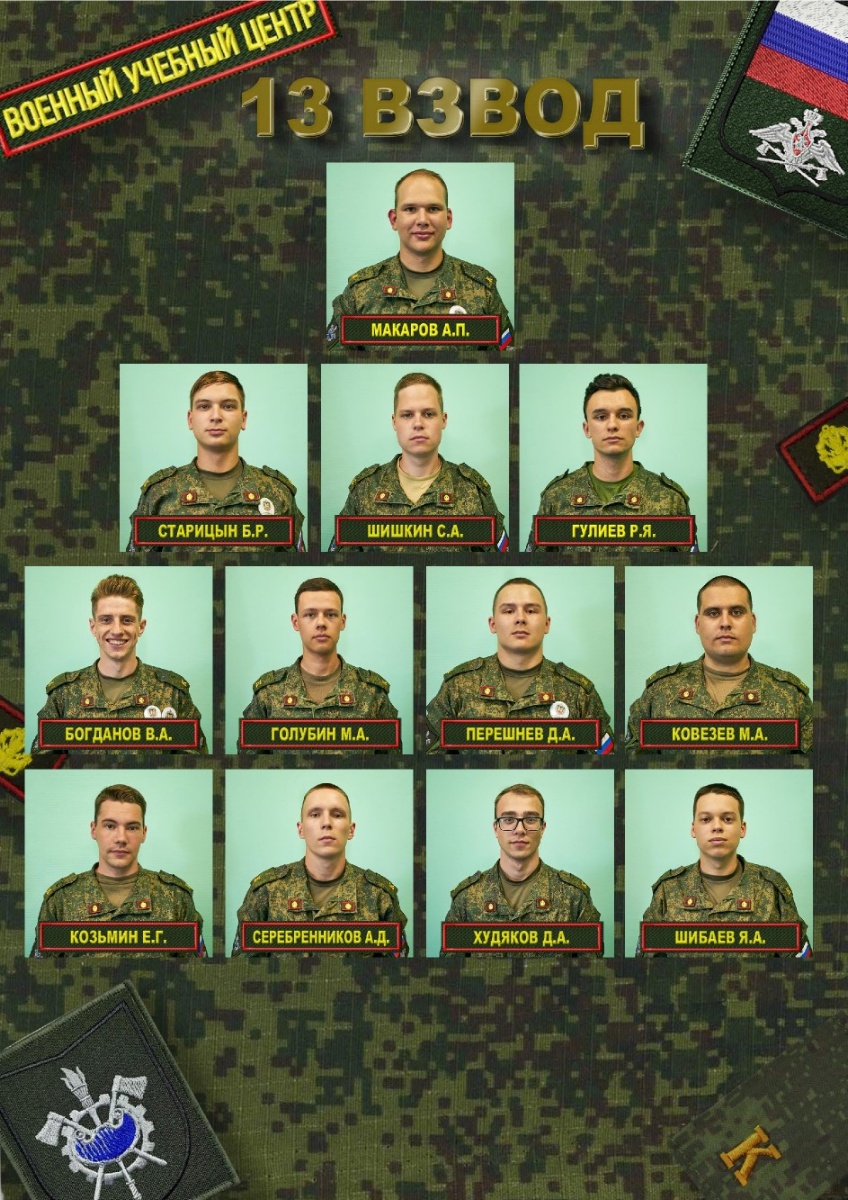 ВОЕННЫЙ УЧЕБНЫЙ ЦЕНТР
13 ВЗВОД
МАКАРОВ А.П.
СТАРИЦЫН Б.Р.
ШИШКИН С.А.
ГУЛИЕВ Р.Я.
БОГДАНОВ В.А.
ГОЛУБИН М.А.
ПЕРЕШНЕВ Д.А.
КОВЕЗЕВ М.А.
КОЗЬМИН Е.Г.
СЕРЕБРЕННИКОВ А.Д.
ХУДЯКОВ Д.А.
ШИБАЕВ Я.А.
К